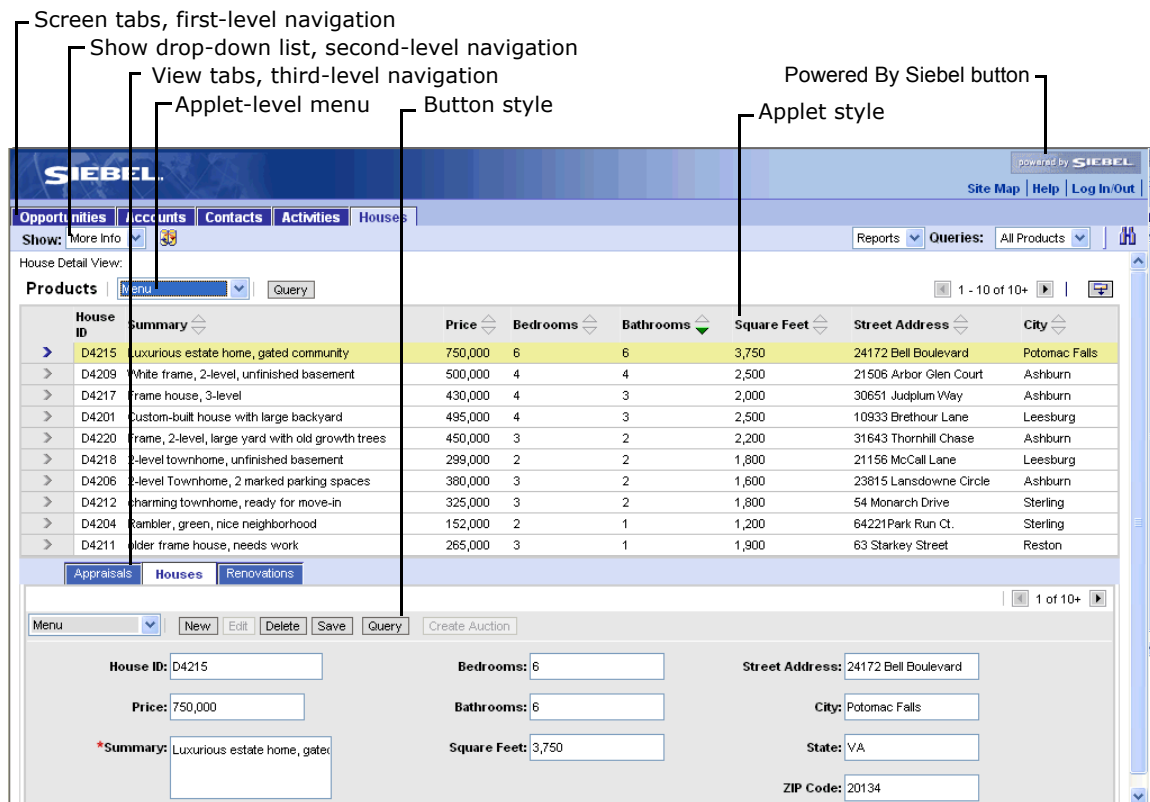 Screen tabs, first-level navigation
Show drop-down list, second-level navigation
View tabs, third-level navigation
Powered By Siebel button
Applet-level menu
Button style
Applet style
SIEBEL.
powered by SIEBEL
Site Map | Help | Log In/Out |
Opportunities Accounts Contacts Activities Houses
Show: More Info Reports Queries: All Products
House Detail View:
Products | Menu Query 1 - 10 of 10+
House ID Summary Price Bedrooms Bathrooms Square Feet Street Address City
D4215 Luxurious estate home, gated community 750,000 6 6 3,750 24172 Bell Boulevard Potomac Falls
D4209 White frame, 2-level, unfinished basement 500,000 4 4 2,500 21506 Arbor Glen Court Ashburn
D4217 Frame house, 3-level 430,000 4 3 2,000 30651 Judplum Way Ashburn
D4201 Custom-built house with large backyard 495,000 4 3 2,500 10933 Brethour Lane Leesburg
D4220 Frame, 2-level, large yard with old growth trees 450,000 3 2 2,200 31643 Thornhill Chase Ashburn
D4218 2-level townhome, unfinished basement 299,000 2 2 1,800 21156 McCall Lane Leesburg
D4206 2-level Townhome, 2 marked parking spaces 380,000 3 2 1,600 23815 Lansdowne Circle Ashburn
D4212 charming townhome, ready for move-in 325,000 3 2 1,800 54 Monarch Drive Sterling
D4204 Rambler, green, nice neighborhood 152,000 2 1 1,200 64221Park Run Ct. Sterling
D4211 older frame house, needs work 265,000 3 1 1,900 63 Starkey Street Reston
Appraisals Houses Renovations
1 of 10+
Menu New Edit Delete Save Query Create Auction
House ID: D4215 Bedrooms: 6 Street Address: 24172 Bell Boulevard
Price: 750,000 Bathrooms: 6 City: Potomac Falls
*Summary: Luxurious estate home, gated Square Feet: 3,750 State: VA
ZIP Code: 20134